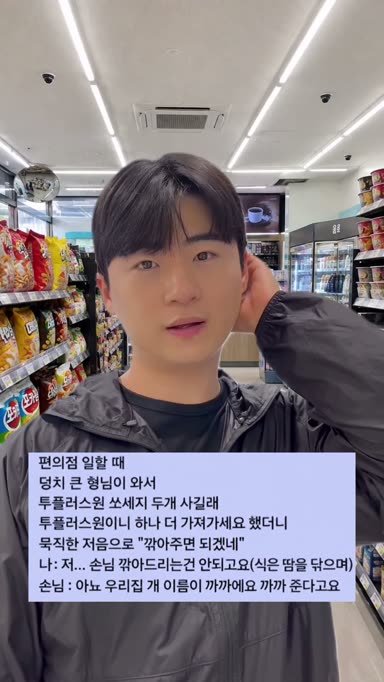 편의점 일할 때
덩치 큰 형님이 와서
투플러스원 쏘세지 두개 사길래
투플러스원이니 하나 더 가져가세요 했더니
묵직한 저음으로 "깎아주면 되겠네"
나 : 저... 손님 깎아드리는건 안되고요(식은 땀을 닦으며)
손님 : 아뇨 우리집 개 이름이 까까에요 까까 준다고요